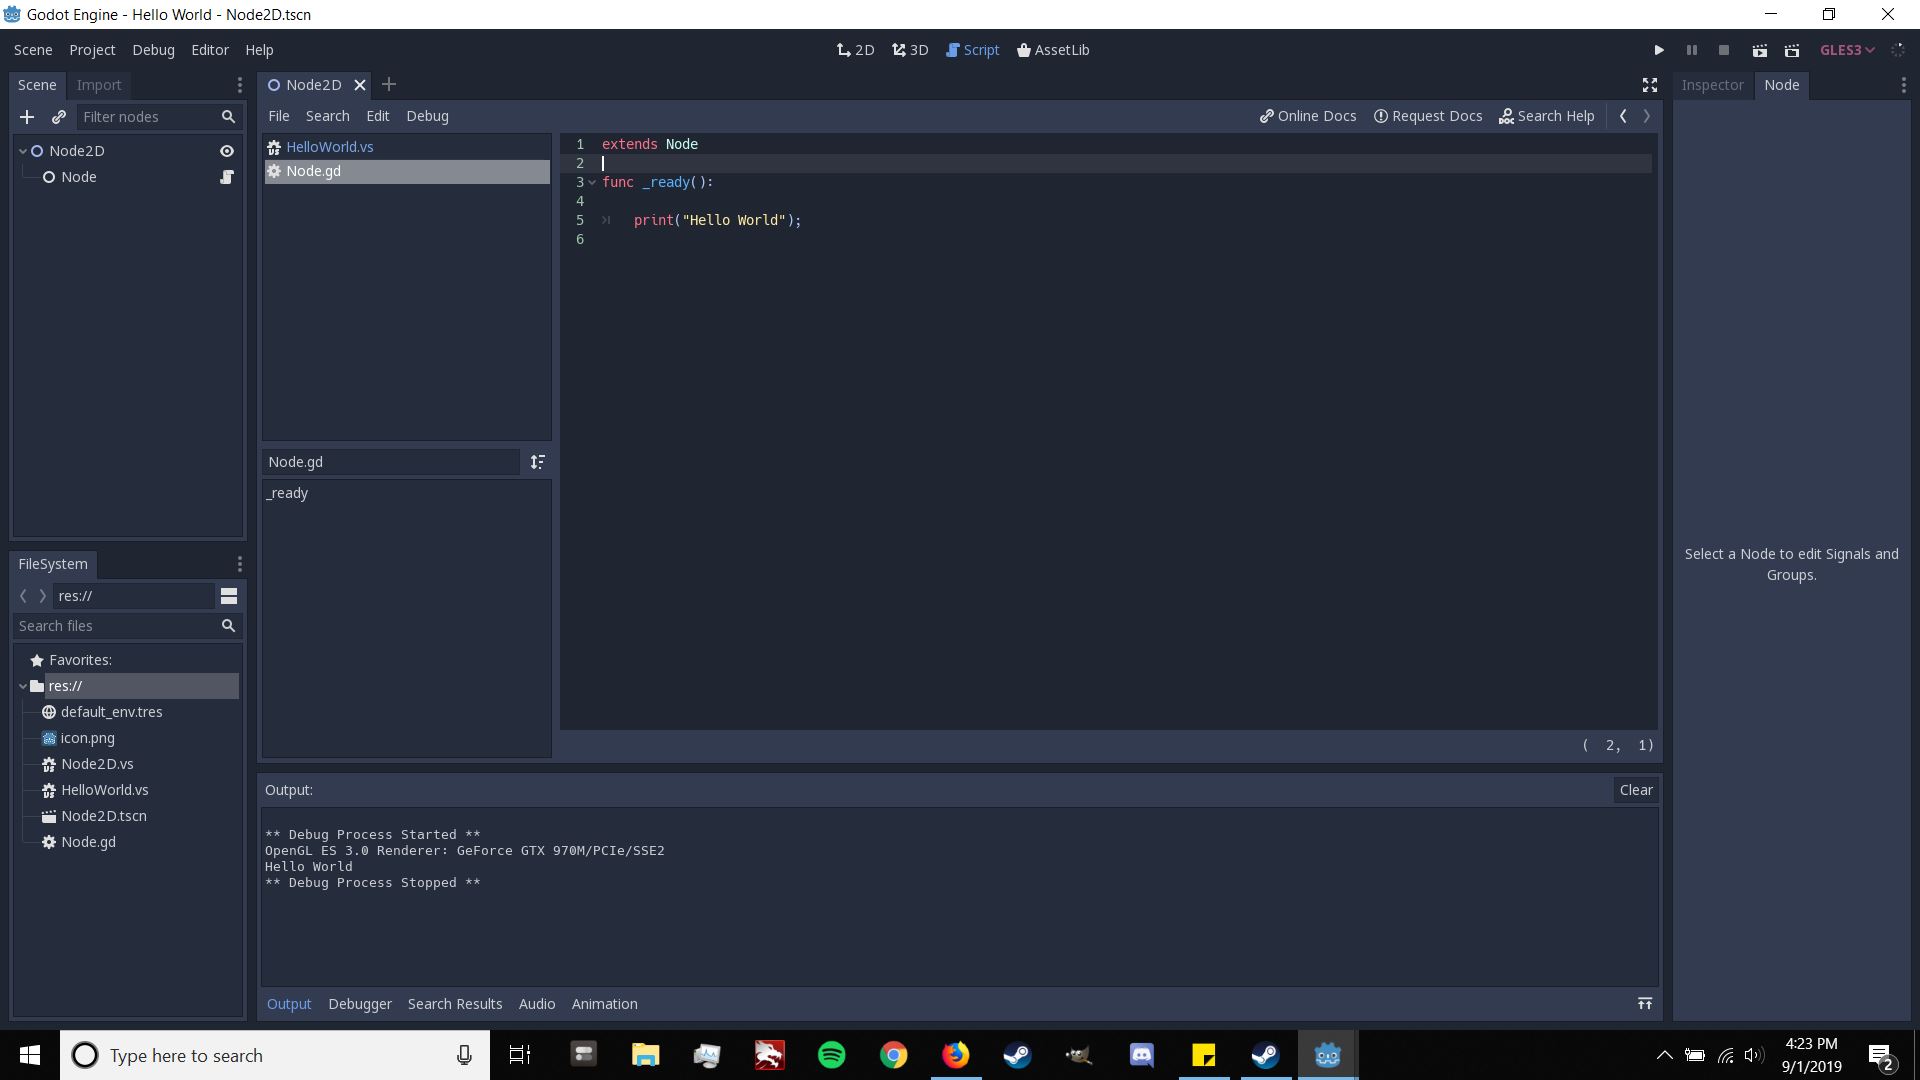 Godot Engine - Hello World - Node2D.tscn
Scene Project Debug Editor Help
2D 3D Script AssetLib
GLES3
Scene Import
Filter nodes
Node2D
Node
Node2D
File Search Edit Debug
Online Docs Request Docs Search Help
HelloWorld.vs
Node.gd
Node.gd
_ready
1 extends Node
2
3 func _ready():
4
5 print("Hello World");
6
( 2, 1)
Inspector Node
Select a Node to edit Signals and
Groups.
FileSystem
res://
Search files
Favorites:
res://
default_env.tres
icon.png
Node2D.vs
HelloWorld.vs
Node2D.tscn
Node.gd
Output:
Clear
** Debug Process Started **
OpenGL ES 3.0 Renderer: GeForce GTX 970M/PCIe/SSE2
Hello World
** Debug Process Stopped **
Output Debugger Search Results Audio Animation
Type here to search
4:23 PM
9/1/2019
2